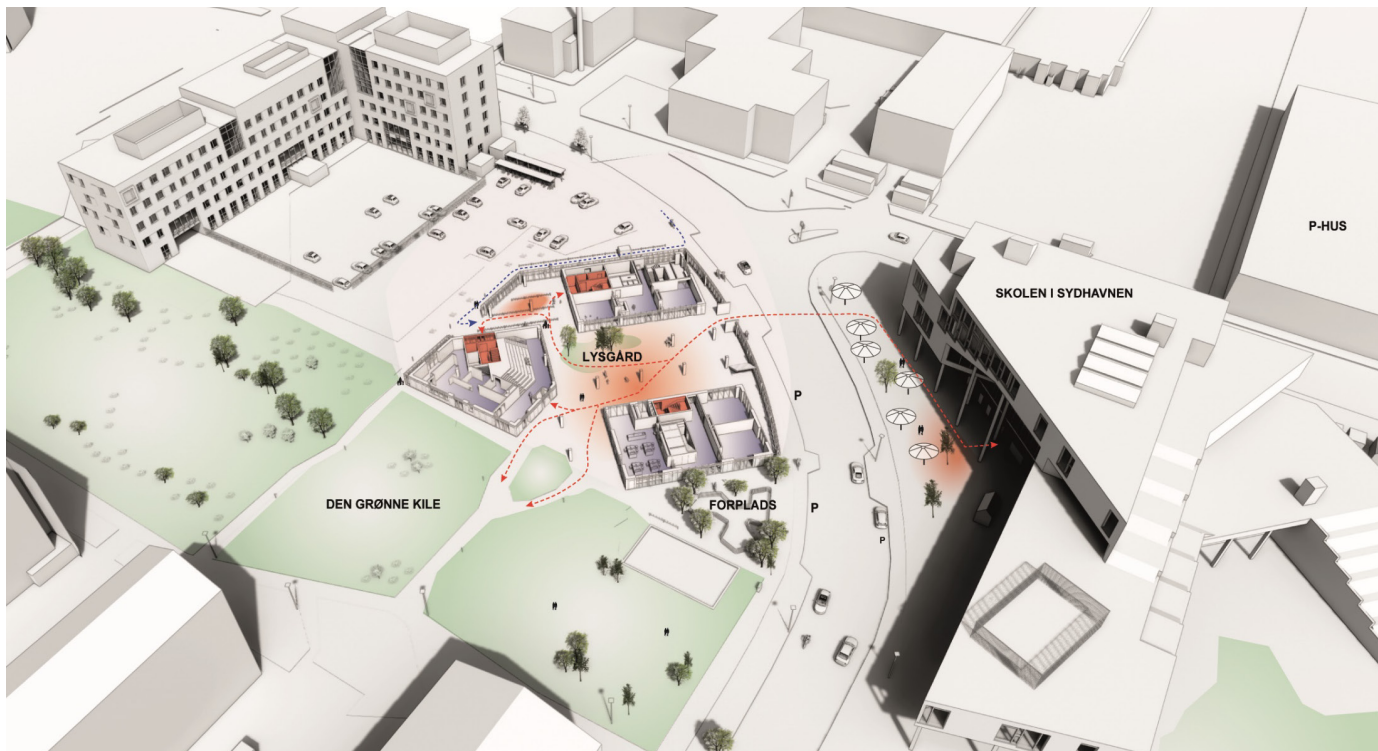 P-HUS
SKOLEN I SYDHAVNEN
LYSGÅRD
P
DEN GRØNNE KILE
FORPLADS
P
P